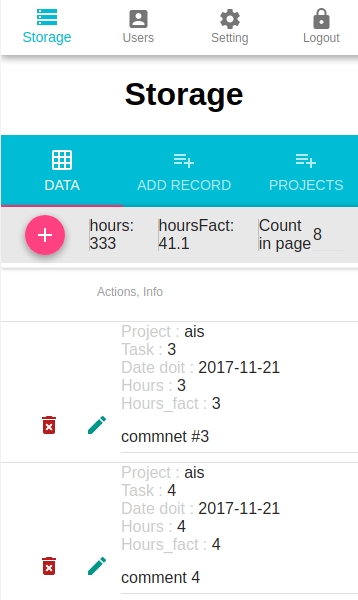 Storage Users Setting Logout
Storage
DATA ADD RECORD PROJECTS
hours: hoursFact: Count
333 41.1 in page 8
Actions, Info
Project : ais
Task : 3
Date doit : 2017-11-21
Hours : 3
Hours_fact : 3
commnet #3
Project : ais
Task : 4
Date doit : 2017-11-21
Hours : 4
Hours_fact : 4
comment 4